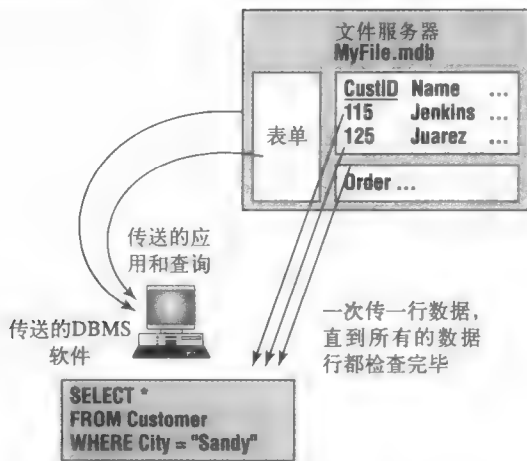 文件服务器
MyFile.mdb
表单
CustID Name ...
115 Jenkins ...
125 Juarez ...
Order ...
传送的应
用和查询
传送的DBMS
软件
一次传一行数据,
直到所有的数据
行都检查完毕
SELECT *
FROM Customer
WHERE City = "Sandy"